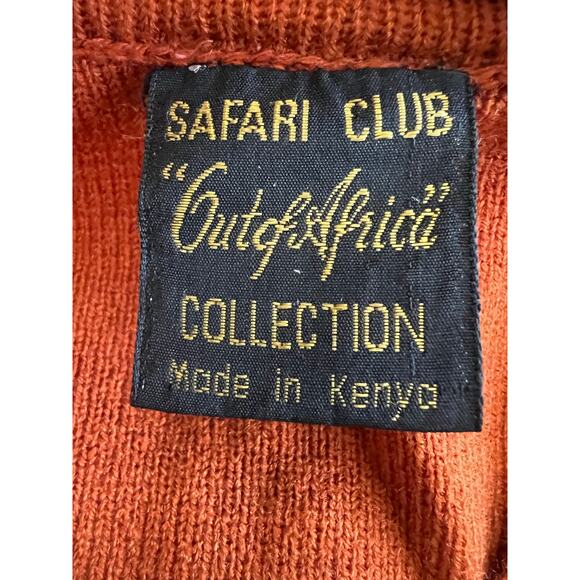 SAFARI CLUB
"Out of Africa"
COLLECTION
Made in Kenya